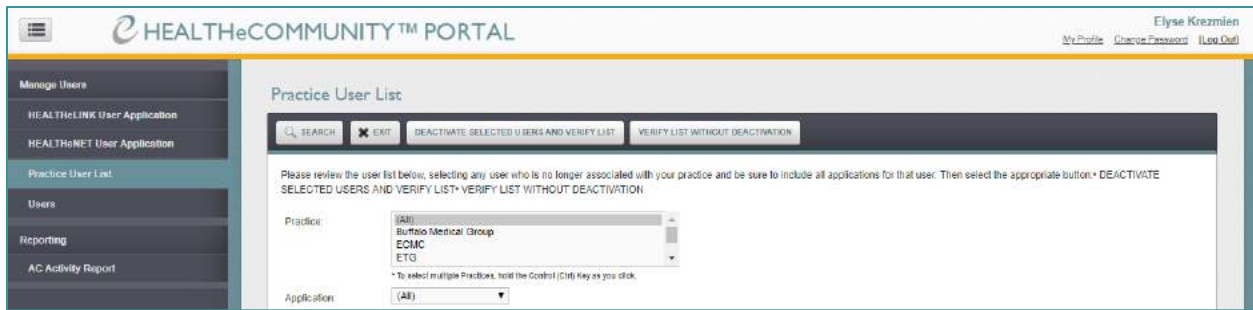 HEALTHeCOMMUNITY™ PORTAL
Elyse Krezmien
My Profile Change Password [Log Out]
Manage Users
HEALTHeLINK User Application
HEALTHeNET User Application
Practice User List
Users
Reporting
AC Activity Report
Practice User List
SEARCH EXIT DEACTIVATE SELECTED USERS AND VERIFY LIST VERIFY LIST WITHOUT DEACTIVATION
Please review the user list below, selecting any user who is no longer associated with your practice and be sure to include all applications for that user. Then select the appropriate button:• DEACTIVATE
SELECTED USERS AND VERIFY LIST• VERIFY LIST WITHOUT DEACTIVATION
Practice:
(All)
Buffalo Medical Group
ECMC
ETG
* To select multiple Practices, hold the Control (Ctrl) Key as you click.
Application: (All)